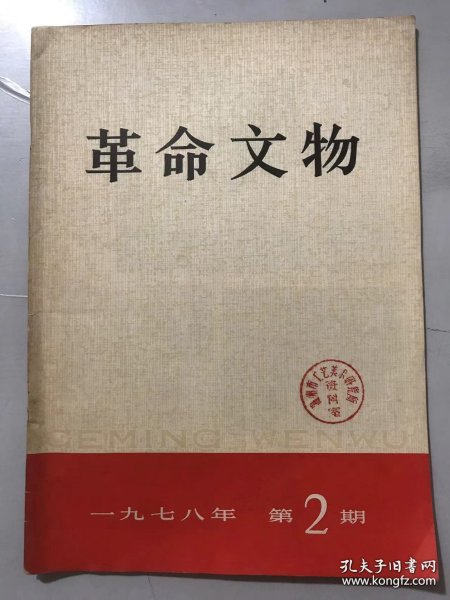 革命文物
GEMING WENWU
一九七八年 第2期
孔夫子旧书网
www.kongfz.com